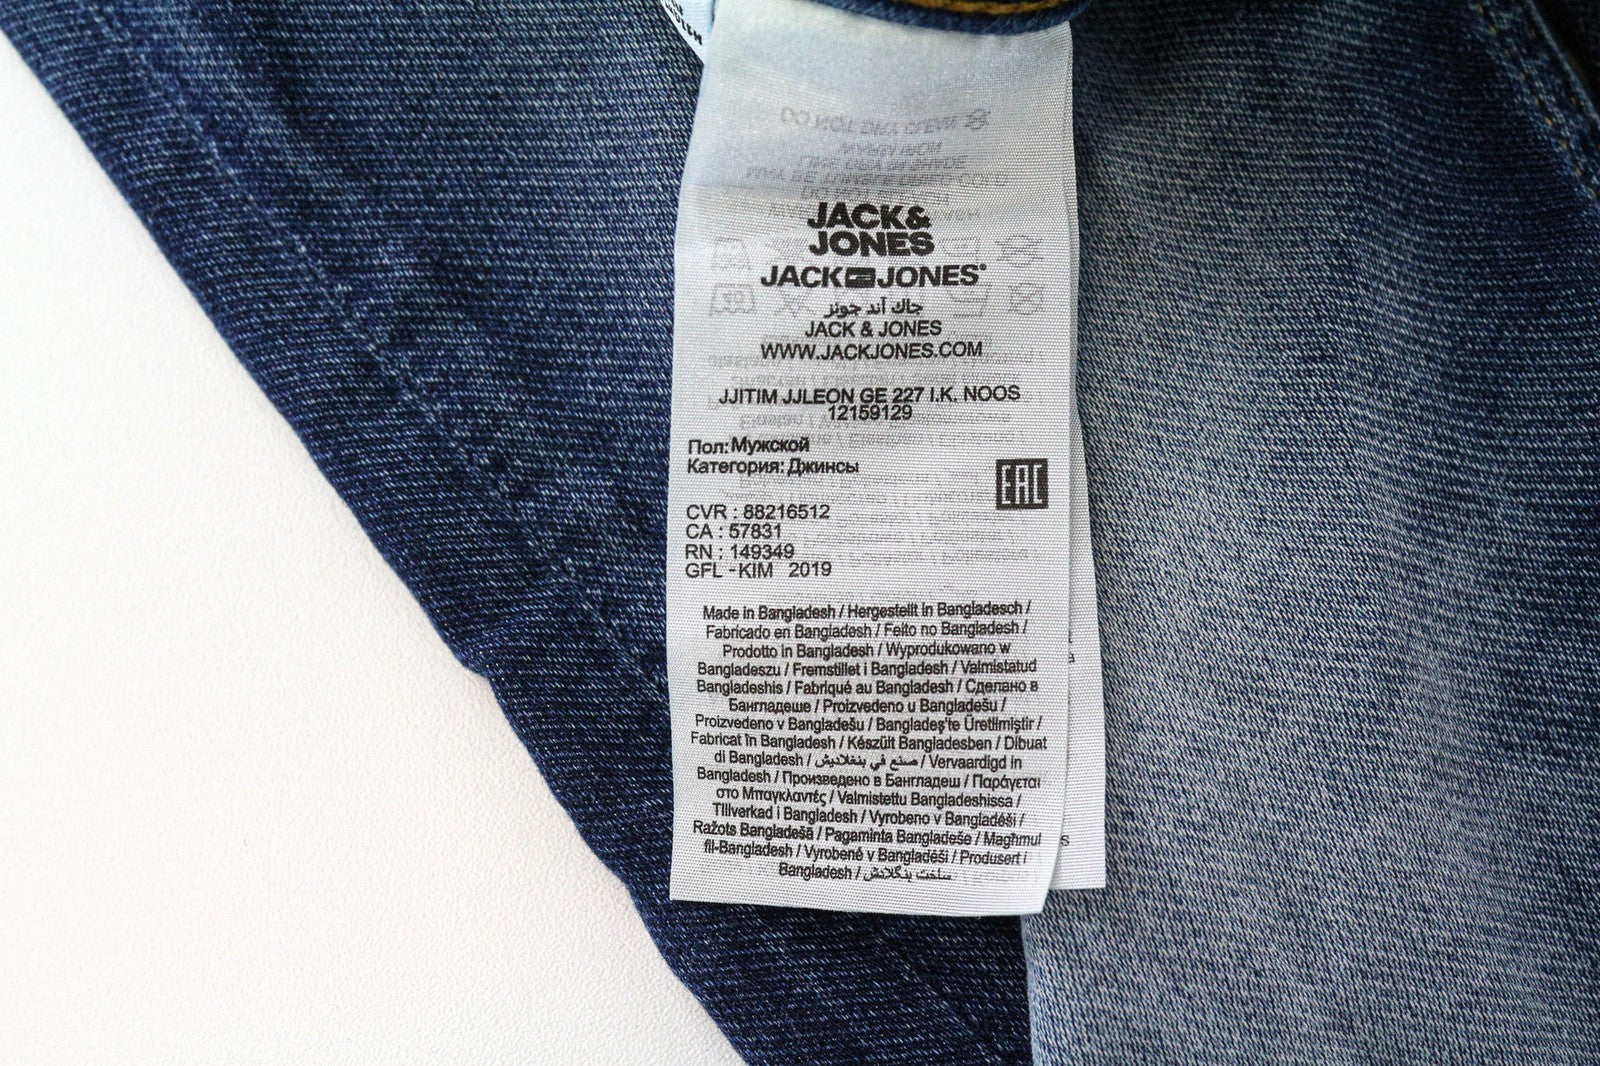 JACK&
JONES
JACK JONES®
جاك أند جونز
JACK & JONES
WWW.JACKJONES.COM
JJITIM JJLEON GE 227 I.K. NOOS
12159129
Пол: Мужской
Категория: Джинсы
EAC
CVR : 88216512
CA : 57831
RN : 149349
GFL - KIM 2019
Made in Bangladesh / Hergestellt in Bangladesch /
Fabricado en Bangladesh / Feito no Bangladesh /
Prodotto in Bangladesh / Wyprodukowano w
Bangladeszu / Fremstillet i Bangladesh / Valmistatud
Bangladeshis / Fabriqué au Bangladesh / Сделано в
Бангладеше / Proizvedeno u Bangladešu /
Proizvedeno v Bangladešu / Bangladeş'te Üretilmiştir /
Fabricat în Bangladesh / Készült Bangladesben / Dibuat
di Bangladesh / صنع في بنغلاديش / Vervaardigd in
Bangladesh / Произведено в Бангладеш / Παράγεται
στο Μπαγκλαντές / Valmistettu Bangladeshissa /
Tillverkad i Bangladesh / Vyrobeno v Bangladéši /
Ražots Bangladešā / Pagaminta Bangladeše / Magħmul
fil-Bangladesh / Vyrobené v Bangladéši / Produsert i
Bangladesh / ساخت بنگلادش